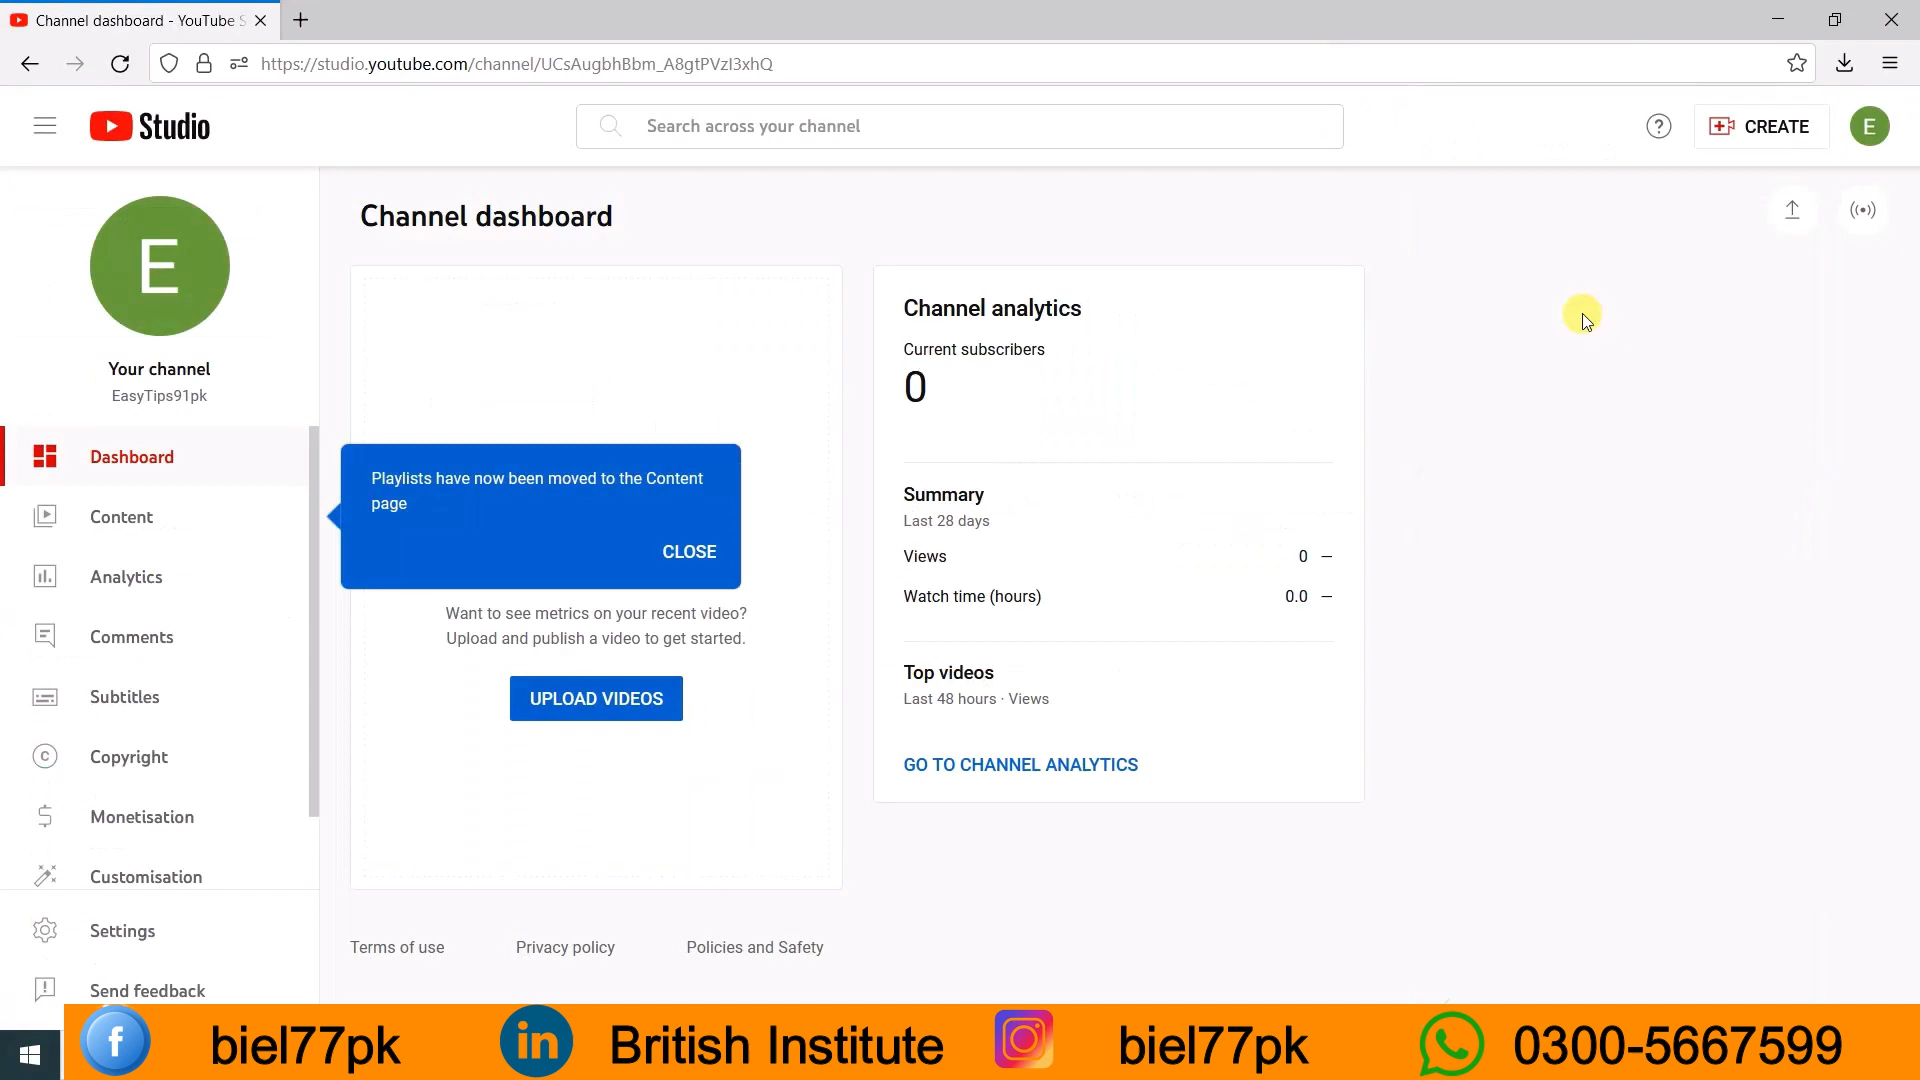 Channel dashboard - YouTube S
https://studio.youtube.com/channel/UCsAugbhBbm_A8gtPVzI3xhQ
Studio
Search across your channel
CREATE
E
E
Your channel
EasyTips91pk
Dashboard
Content
Analytics
Comments
Subtitles
Copyright
Monetisation
Customisation
Settings
Send feedback
Channel dashboard
Playlists have now been moved to the Content
page
CLOSE
Want to see metrics on your recent video?
Upload and publish a video to get started.
UPLOAD VIDEOS
Channel analytics
Current subscribers
0
Summary
Last 28 days
Views 0 —
Watch time (hours) 0.0 —
Top videos
Last 48 hours · Views
GO TO CHANNEL ANALYTICS
Terms of use Privacy policy Policies and Safety
f biel77pk in British Institute biel77pk 0300-5667599